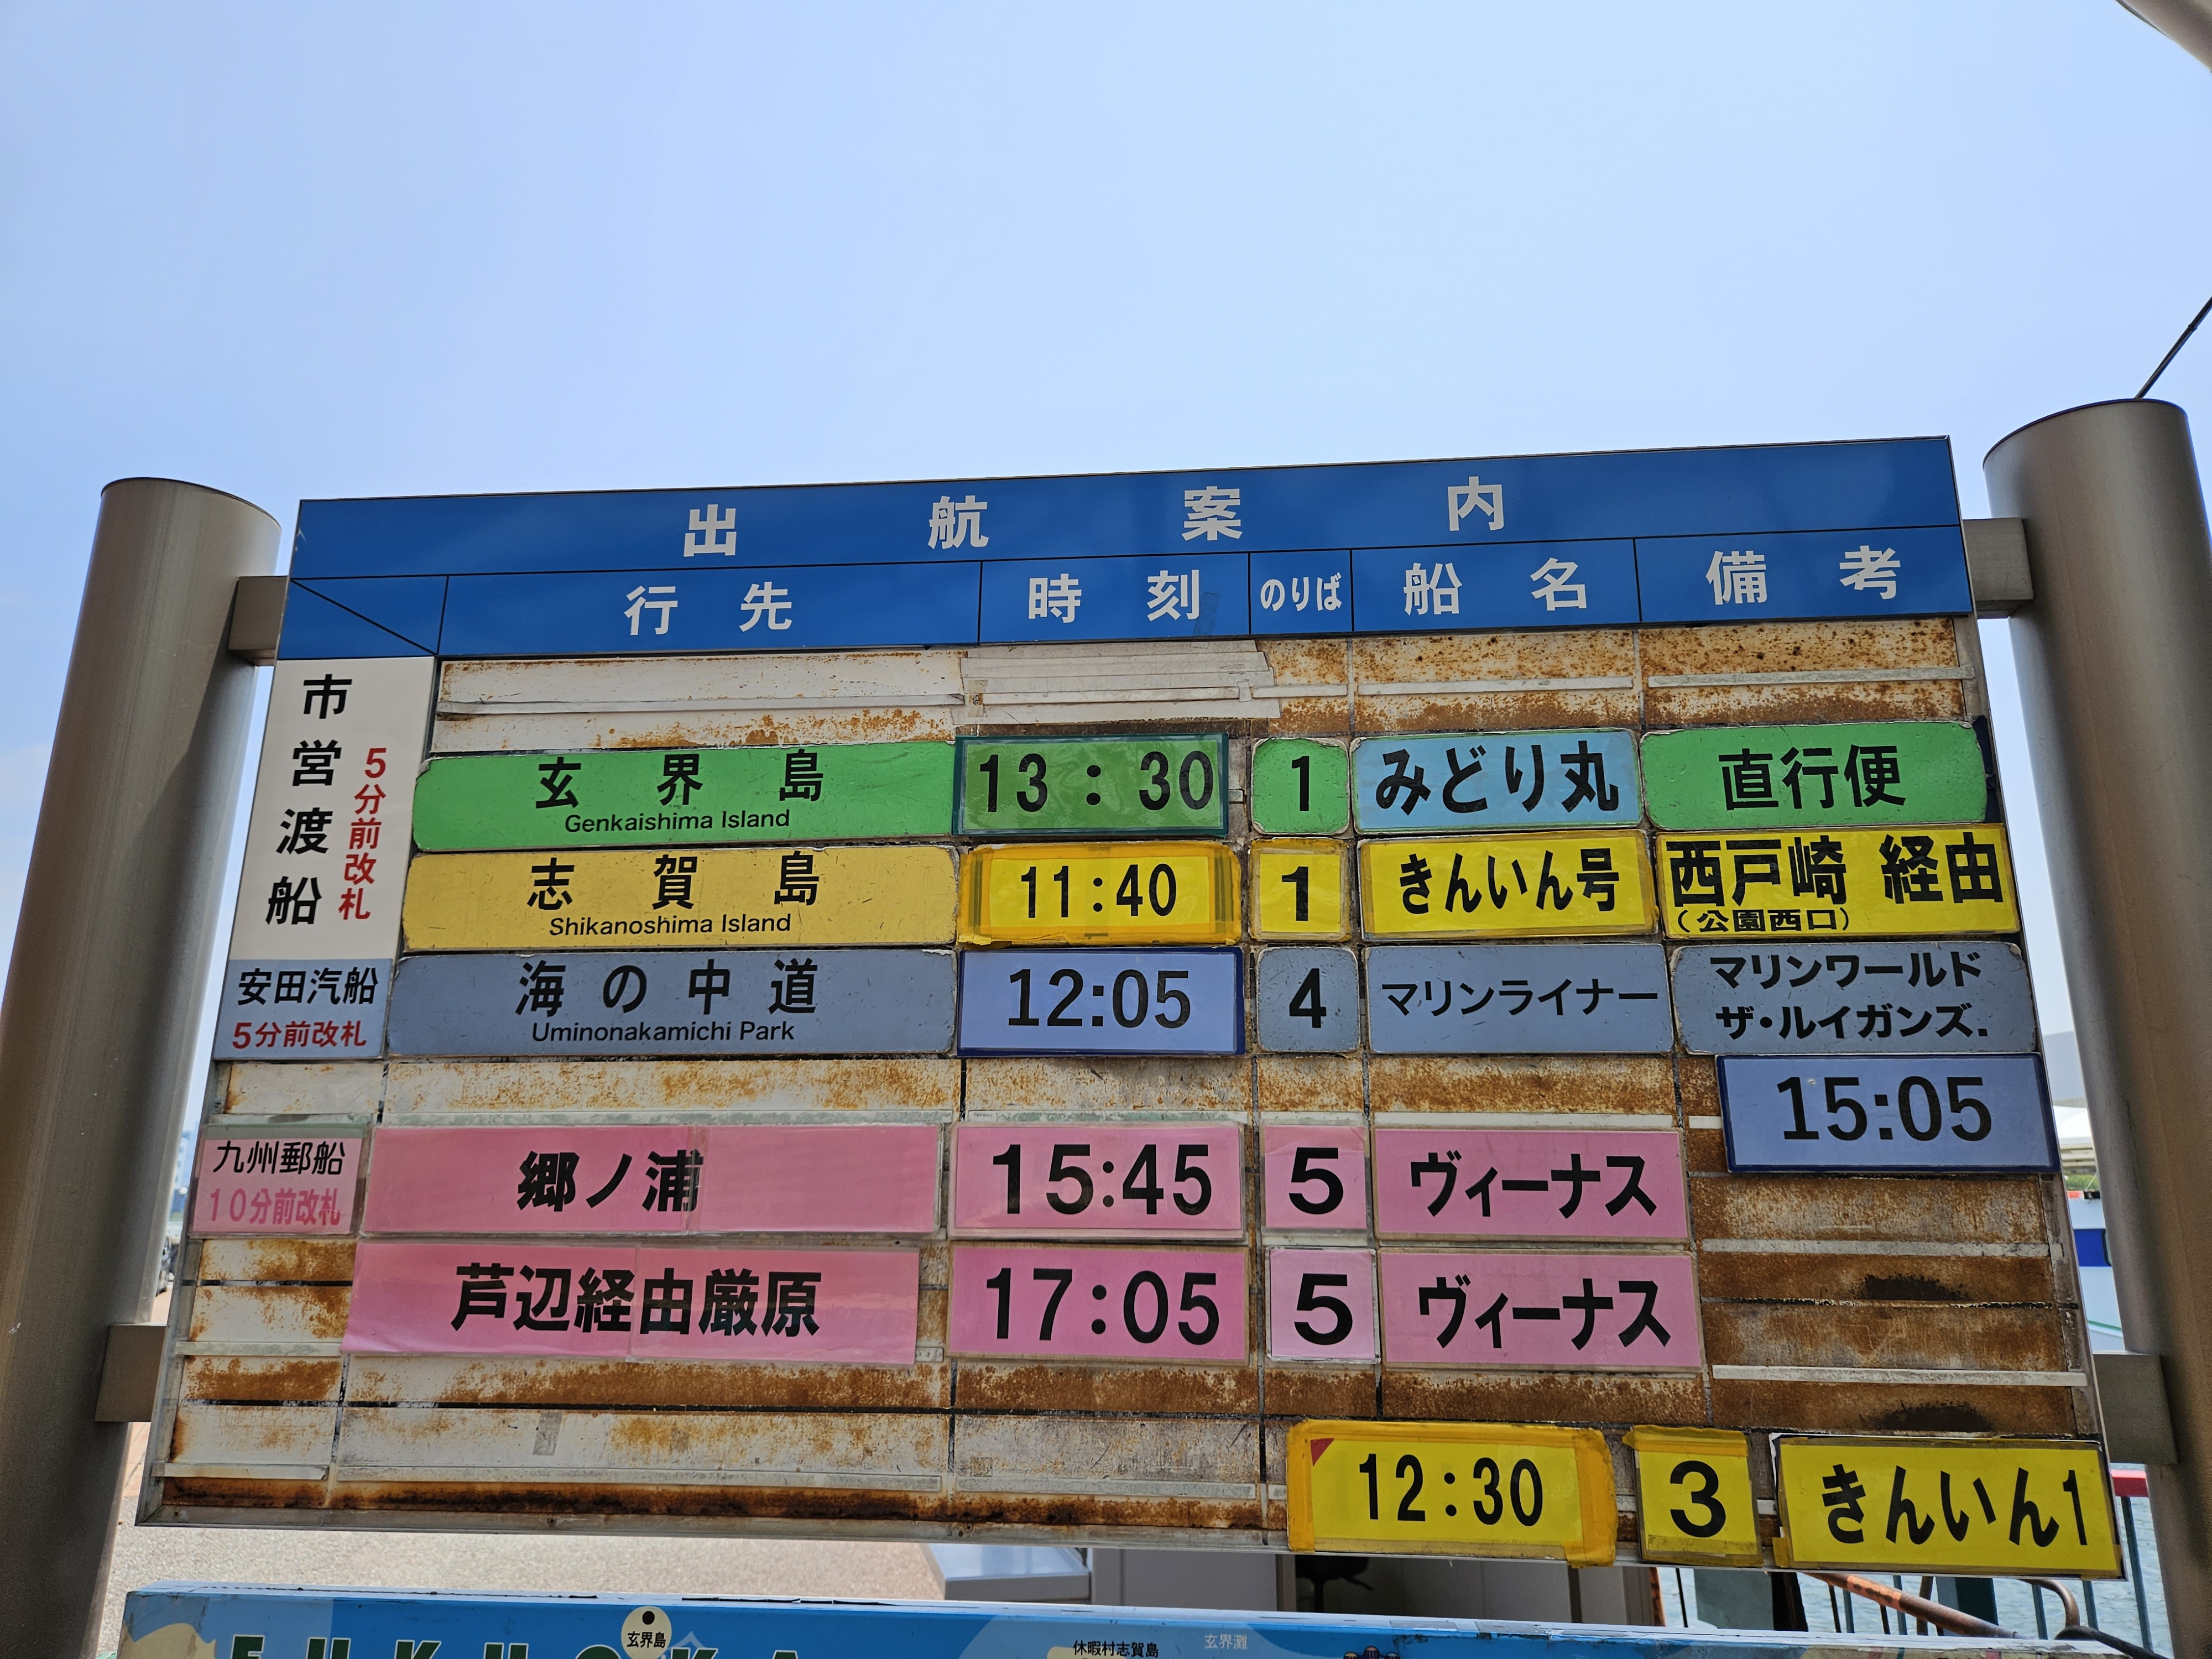 出航案内
行先 時刻 のりば 船名 備考
市営渡船
5分前改札
玄界島 13:30 1 みどり丸 直行便
Genkaishima Island
志賀島 11:40 1 きんいん号 西戸崎 経由
Shikanoshima Island (公園西口)
安田汽船 海の中道 12:05 4 マリンライナー マリンワールド
5分前改札 Uminonakamichi Park ザ・ルイガンズ.
15:05
九州郵船 郷ノ浦 15:45 5 ヴィーナス
10分前改札
芦辺経由厳原 17:05 5 ヴィーナス
12:30 3 きんいん1
玄界島
FUKUOKA
休暇村志賀島
玄界灘